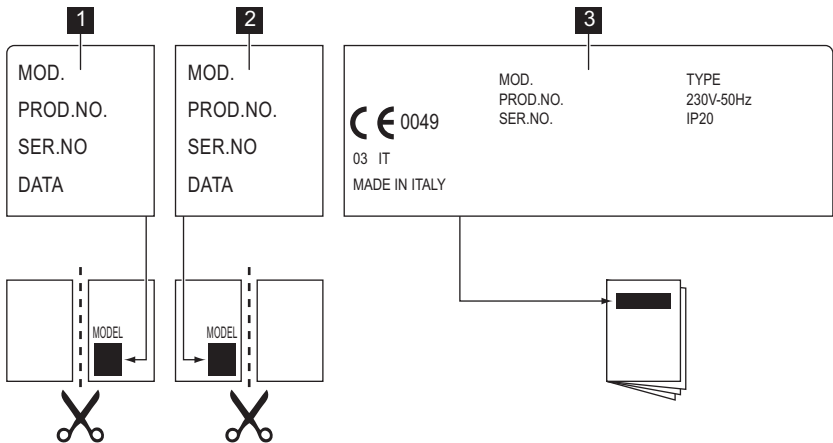 1
MOD.
PROD.NO.
SER.NO
DATA
2
MOD.
PROD.NO.
SER.NO
DATA
3
MOD.
PROD.NO.
SER.NO.
TYPE
230V-50Hz
IP20
CE 0049
03 IT
MADE IN ITALY
MODEL
MODEL